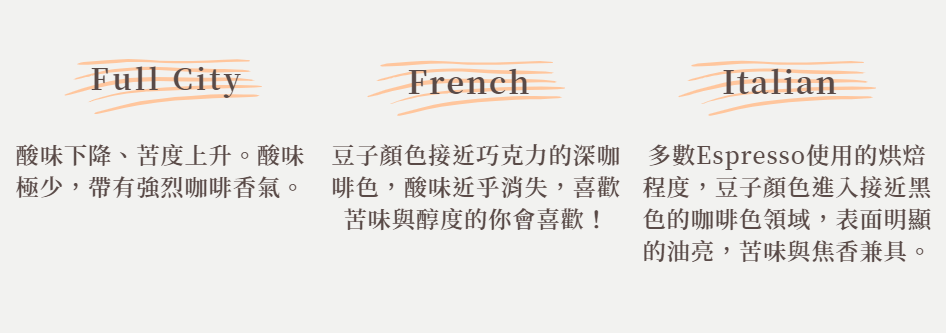 Full City
酸味下降、苦度上升。酸味
極少，帶有強烈咖啡香氣。
French
豆子顏色接近巧克力的深咖
啡色，酸味近乎消失，喜歡
苦味與醇度的你會喜歡！
Italian
多數Espresso使用的烘焙
程度，豆子顏色進入接近黑
色的咖啡色領域，表面明顯
的油亮，苦味與焦香兼具。